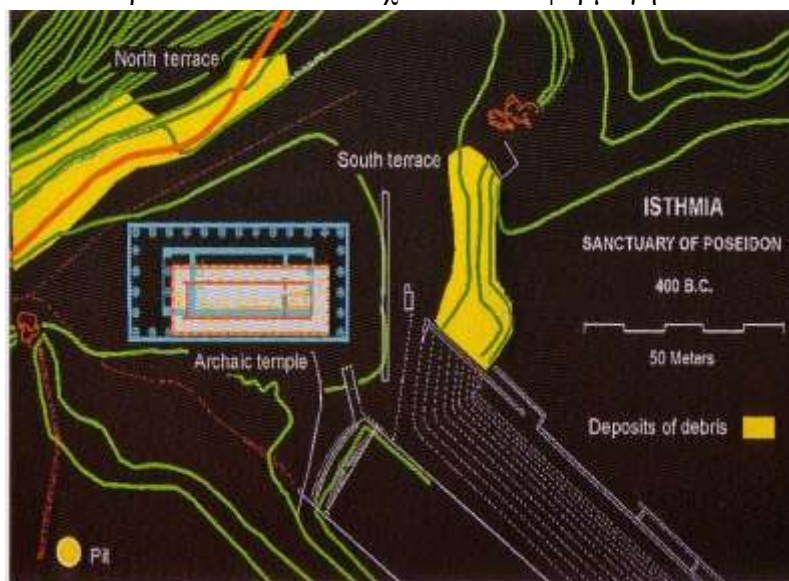 North terrace
South terrace
ISTHMIA
SANCTUARY OF POSEIDON
400 B.C.
50 Meters
Archaic temple
Deposits of debris
Pit